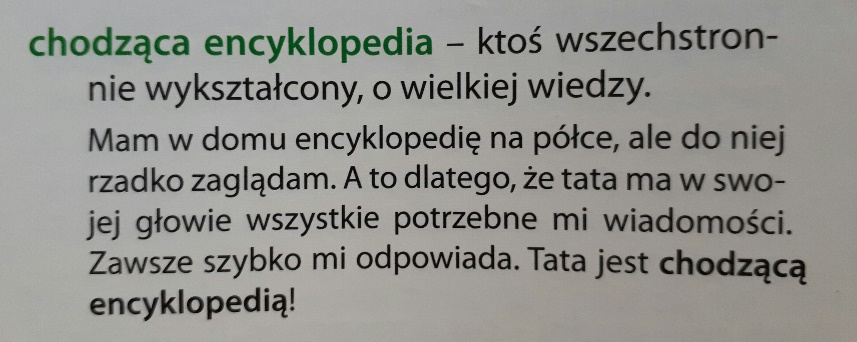 chodząca encyklopedia – ktoś wszechstron-
nie wykształcony, o wielkiej wiedzy.
Mam w domu encyklopedię na półce, ale do niej
rzadko zaglądam. A to dlatego, że tata ma w swo-
jej głowie wszystkie potrzebne mi wiadomości.
Zawsze szybko mi odpowiada. Tata jest chodzącą
encyklopedią!